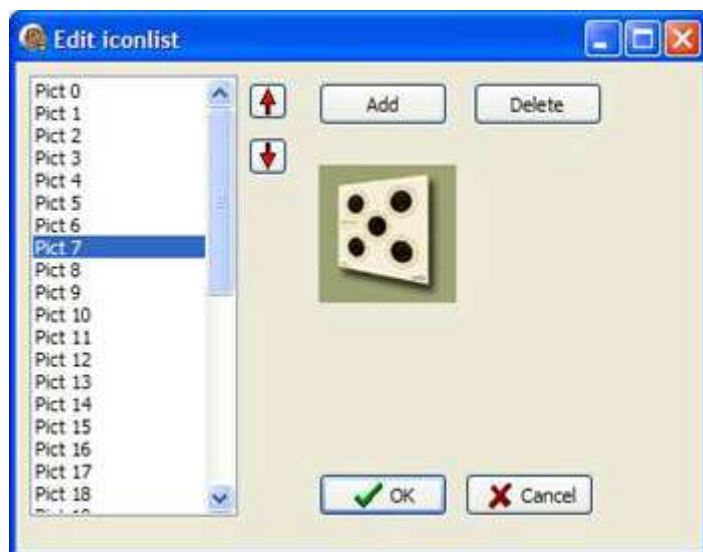 Edit iconlist
Pict 0
Pict 1
Pict 2
Pict 3
Pict 4
Pict 5
Pict 6
Pict 7
Pict 8
Pict 9
Pict 10
Pict 11
Pict 12
Pict 13
Pict 14
Pict 15
Pict 16
Pict 17
Pict 18
Add
Delete
OK
Cancel